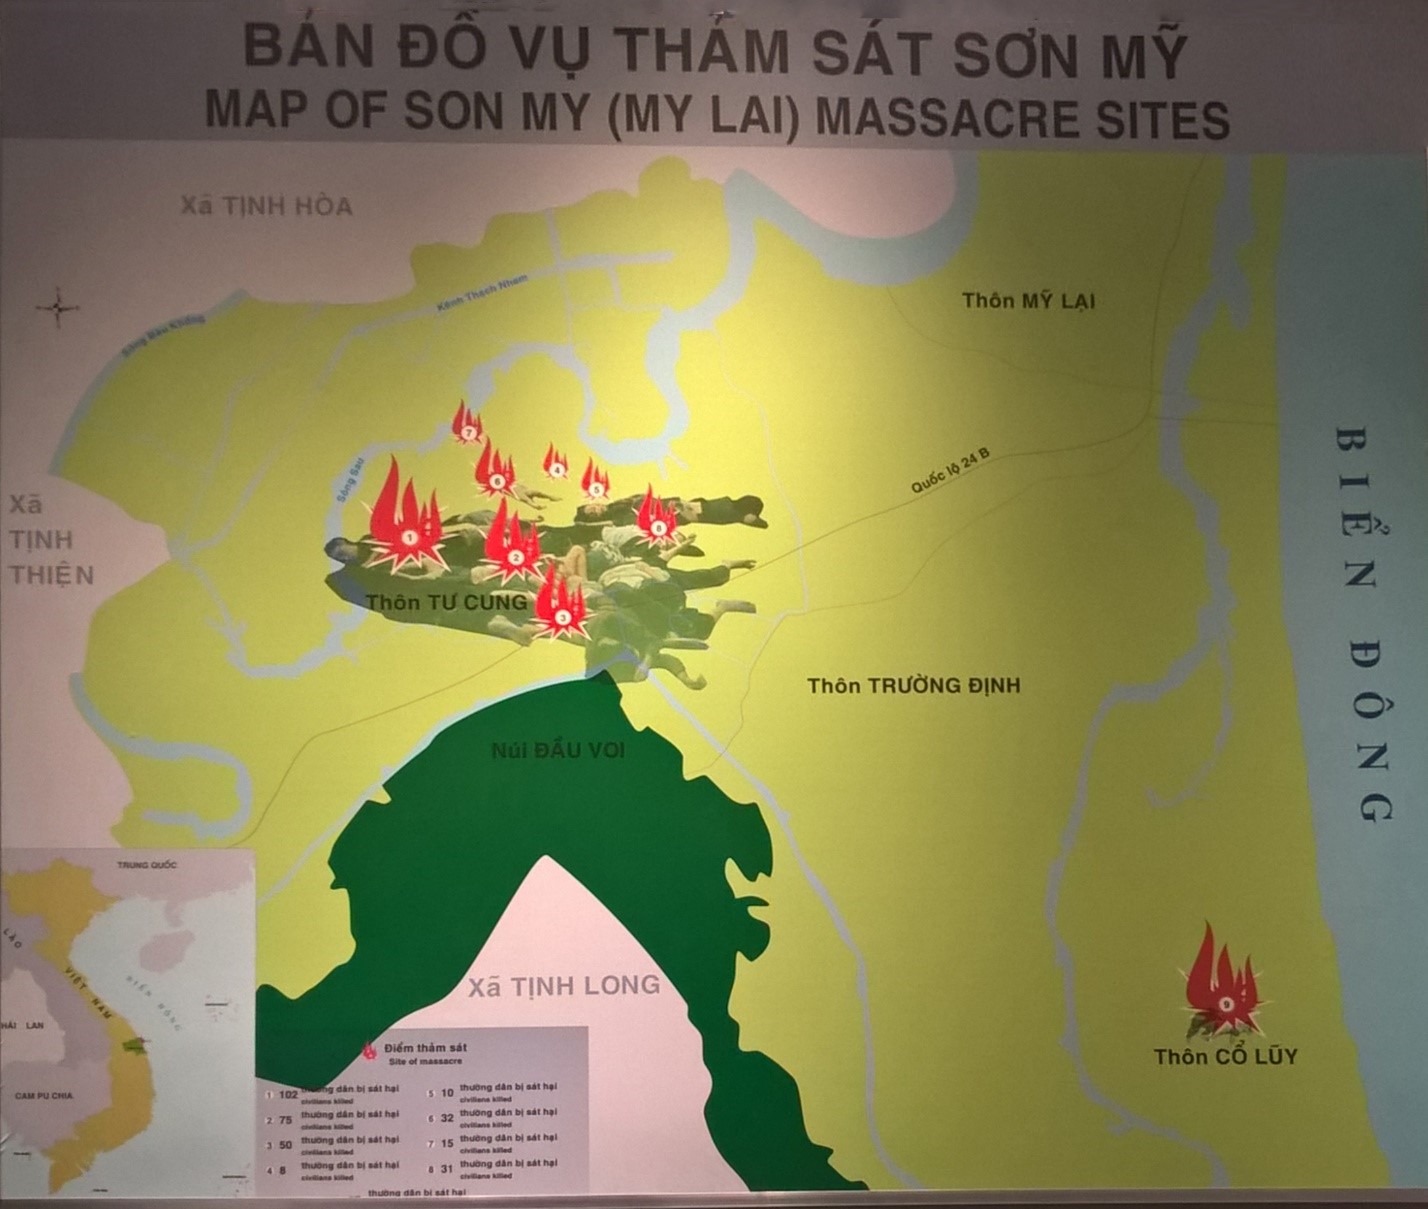 BẢN ĐỒ VỤ THẢM SÁT SƠN MỸ
MAP OF SON MY (MY LAI) MASSACRE SITES
Xã TỊNH HÒA
Kênh Thạch Nham
Thôn MỸ LẠI
Sông Sau
7
4
6
5
Quốc lộ 24 B
Xã
TỊNH
THIỆN
1
8
2
Thôn TƯ CUNG
3
BIỂN ĐÔNG
Thôn TRƯỜNG ĐỊNH
Núi ĐẦU VOI
TRUNG QUỐC
LÀO
VIỆT NAM
BIỂN ĐÔNG
HÁI LAN
CAM PU CHIA
Xã TỊNH LONG
9
Thôn CỔ LŨY
Điểm thảm sát
Site of massacre
1 102 thường dân bị sát hại
civilians killed
2 75 thường dân bị sát hại
civilians killed
3 50 thường dân bị sát hại
civilians killed
4 8 thường dân bị sát hại
civilians killed
5 10 thường dân bị sát hại
civilians killed
6 32 thường dân bị sát hại
civilians killed
7 15 thường dân bị sát hại
civilians killed
8 31 thường dân bị sát hại
civilians killed
thường dân bị sát hại